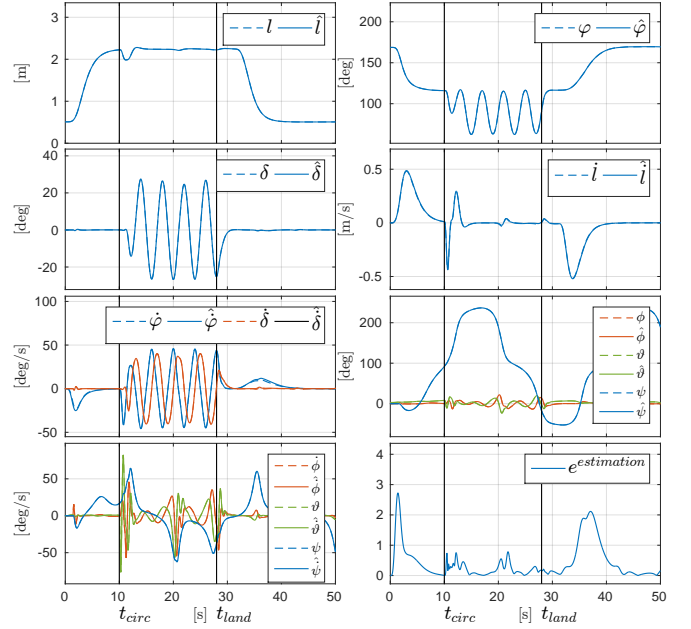 3
2
1
0
[m]
l l̂
200
150
100
50
[deg]
φ φ̂
40
20
0
-20
[deg]
δ δ̂
0.5
0
-0.5
[m/s]
l̇ l̇̂
100
50
0
-50
[deg/s]
φ̇ φ̇̂ δ̇ δ̇̂
200
100
0
[deg]
ϕ
ϕ̂
ϑ
ϑ̂
ψ
ψ̂
50
0
-50
[deg/s]
ϕ̇
ϕ̇̂
ϑ
ϑ̇̂
ψ
ψ̇̂
0 10 20 30 40 50
t_circ [s] t_land
4
3
2
1
0
e^estimation
0 10 20 30 40 50
t_circ [s] t_land